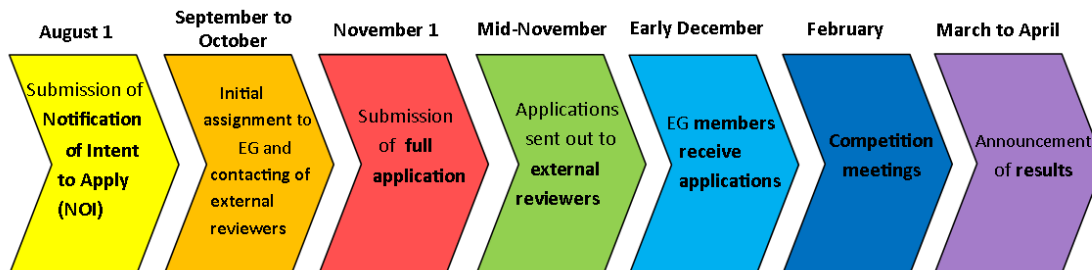 August 1
Submission of
Notification
of Intent
to Apply
(NOI)
September to
October
Initial
assignment to
EG and
contacting of
external
reviewers
November 1
Submission
of full
application
Mid-November
Applications
sent out to
external
reviewers
Early December
EG members
receive
applications
February
Competition
meetings
March to April
Announcement
of results